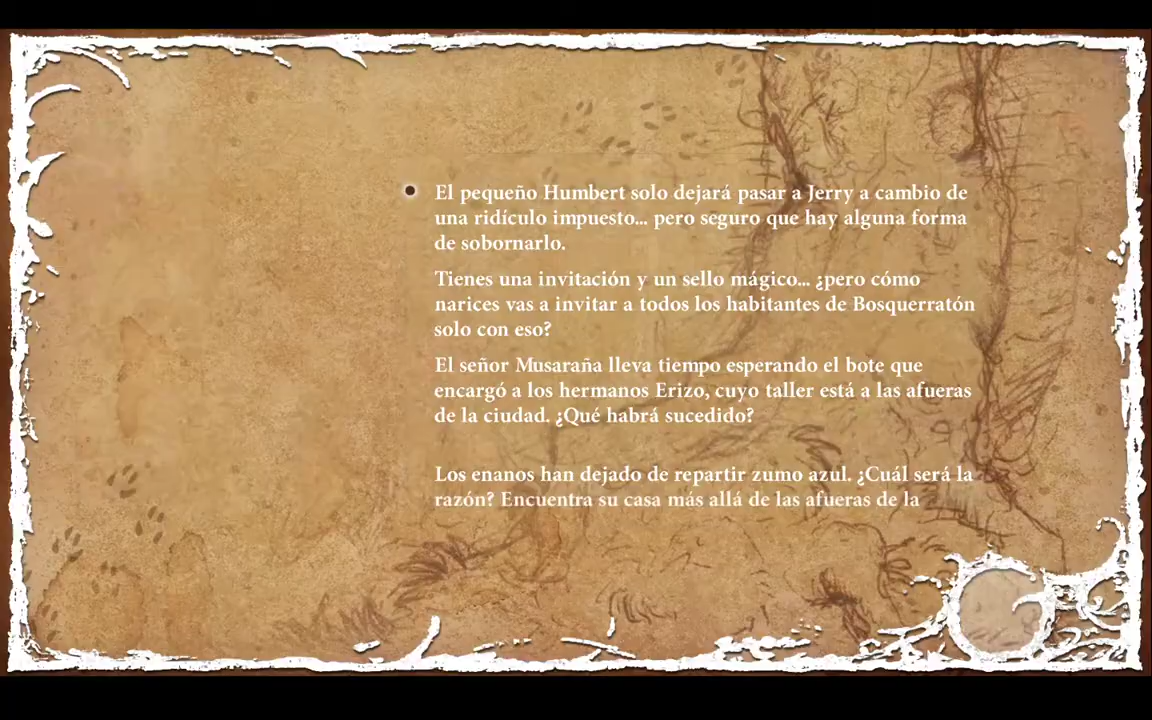 El pequeño Humbert solo dejará pasar a Jerry a cambio de
una ridículo impuesto... pero seguro que hay alguna forma
de sobornarlo.
Tienes una invitación y un sello mágico... ¿pero cómo
narices vas a invitar a todos los habitantes de Bosquerratón
solo con eso?
El señor Musaraña lleva tiempo esperando el bote que
encargó a los hermanos Erizo, cuyo taller está a las afueras
de la ciudad. ¿Qué habrá sucedido?
Los enanos han dejado de repartir zumo azul. ¿Cuál será la
razón? Encuentra su casa más allá de las afueras de la